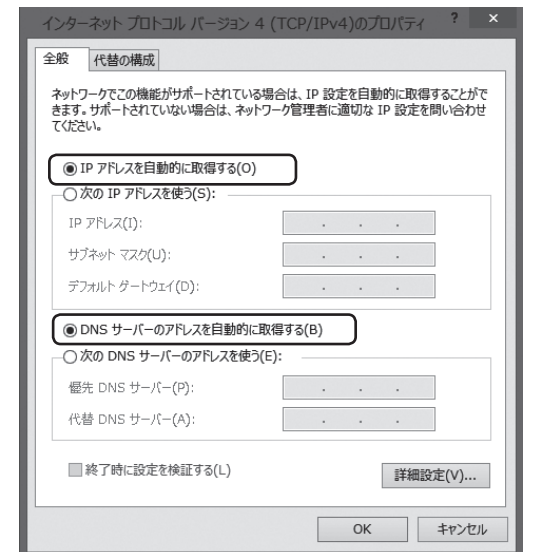 インターネット プロトコル バージョン 4 (TCP/IPv4)のプロパティ ? ×
全般 代替の構成
ネットワークでこの機能がサポートされている場合は、IP 設定を自動的に取得することがで
きます。サポートされていない場合は、ネットワーク管理者に適切な IP 設定を問い合わせ
てください。
IP アドレスを自動的に取得する(O)
次の IP アドレスを使う(S):
IP アドレス(I):
サブネット マスク(U):
デフォルト ゲートウェイ(D):
DNS サーバーのアドレスを自動的に取得する(B)
次の DNS サーバーのアドレスを使う(E):
優先 DNS サーバー(P):
代替 DNS サーバー(A):
終了時に設定を検証する(L)
詳細設定(V)...
OK キャンセル